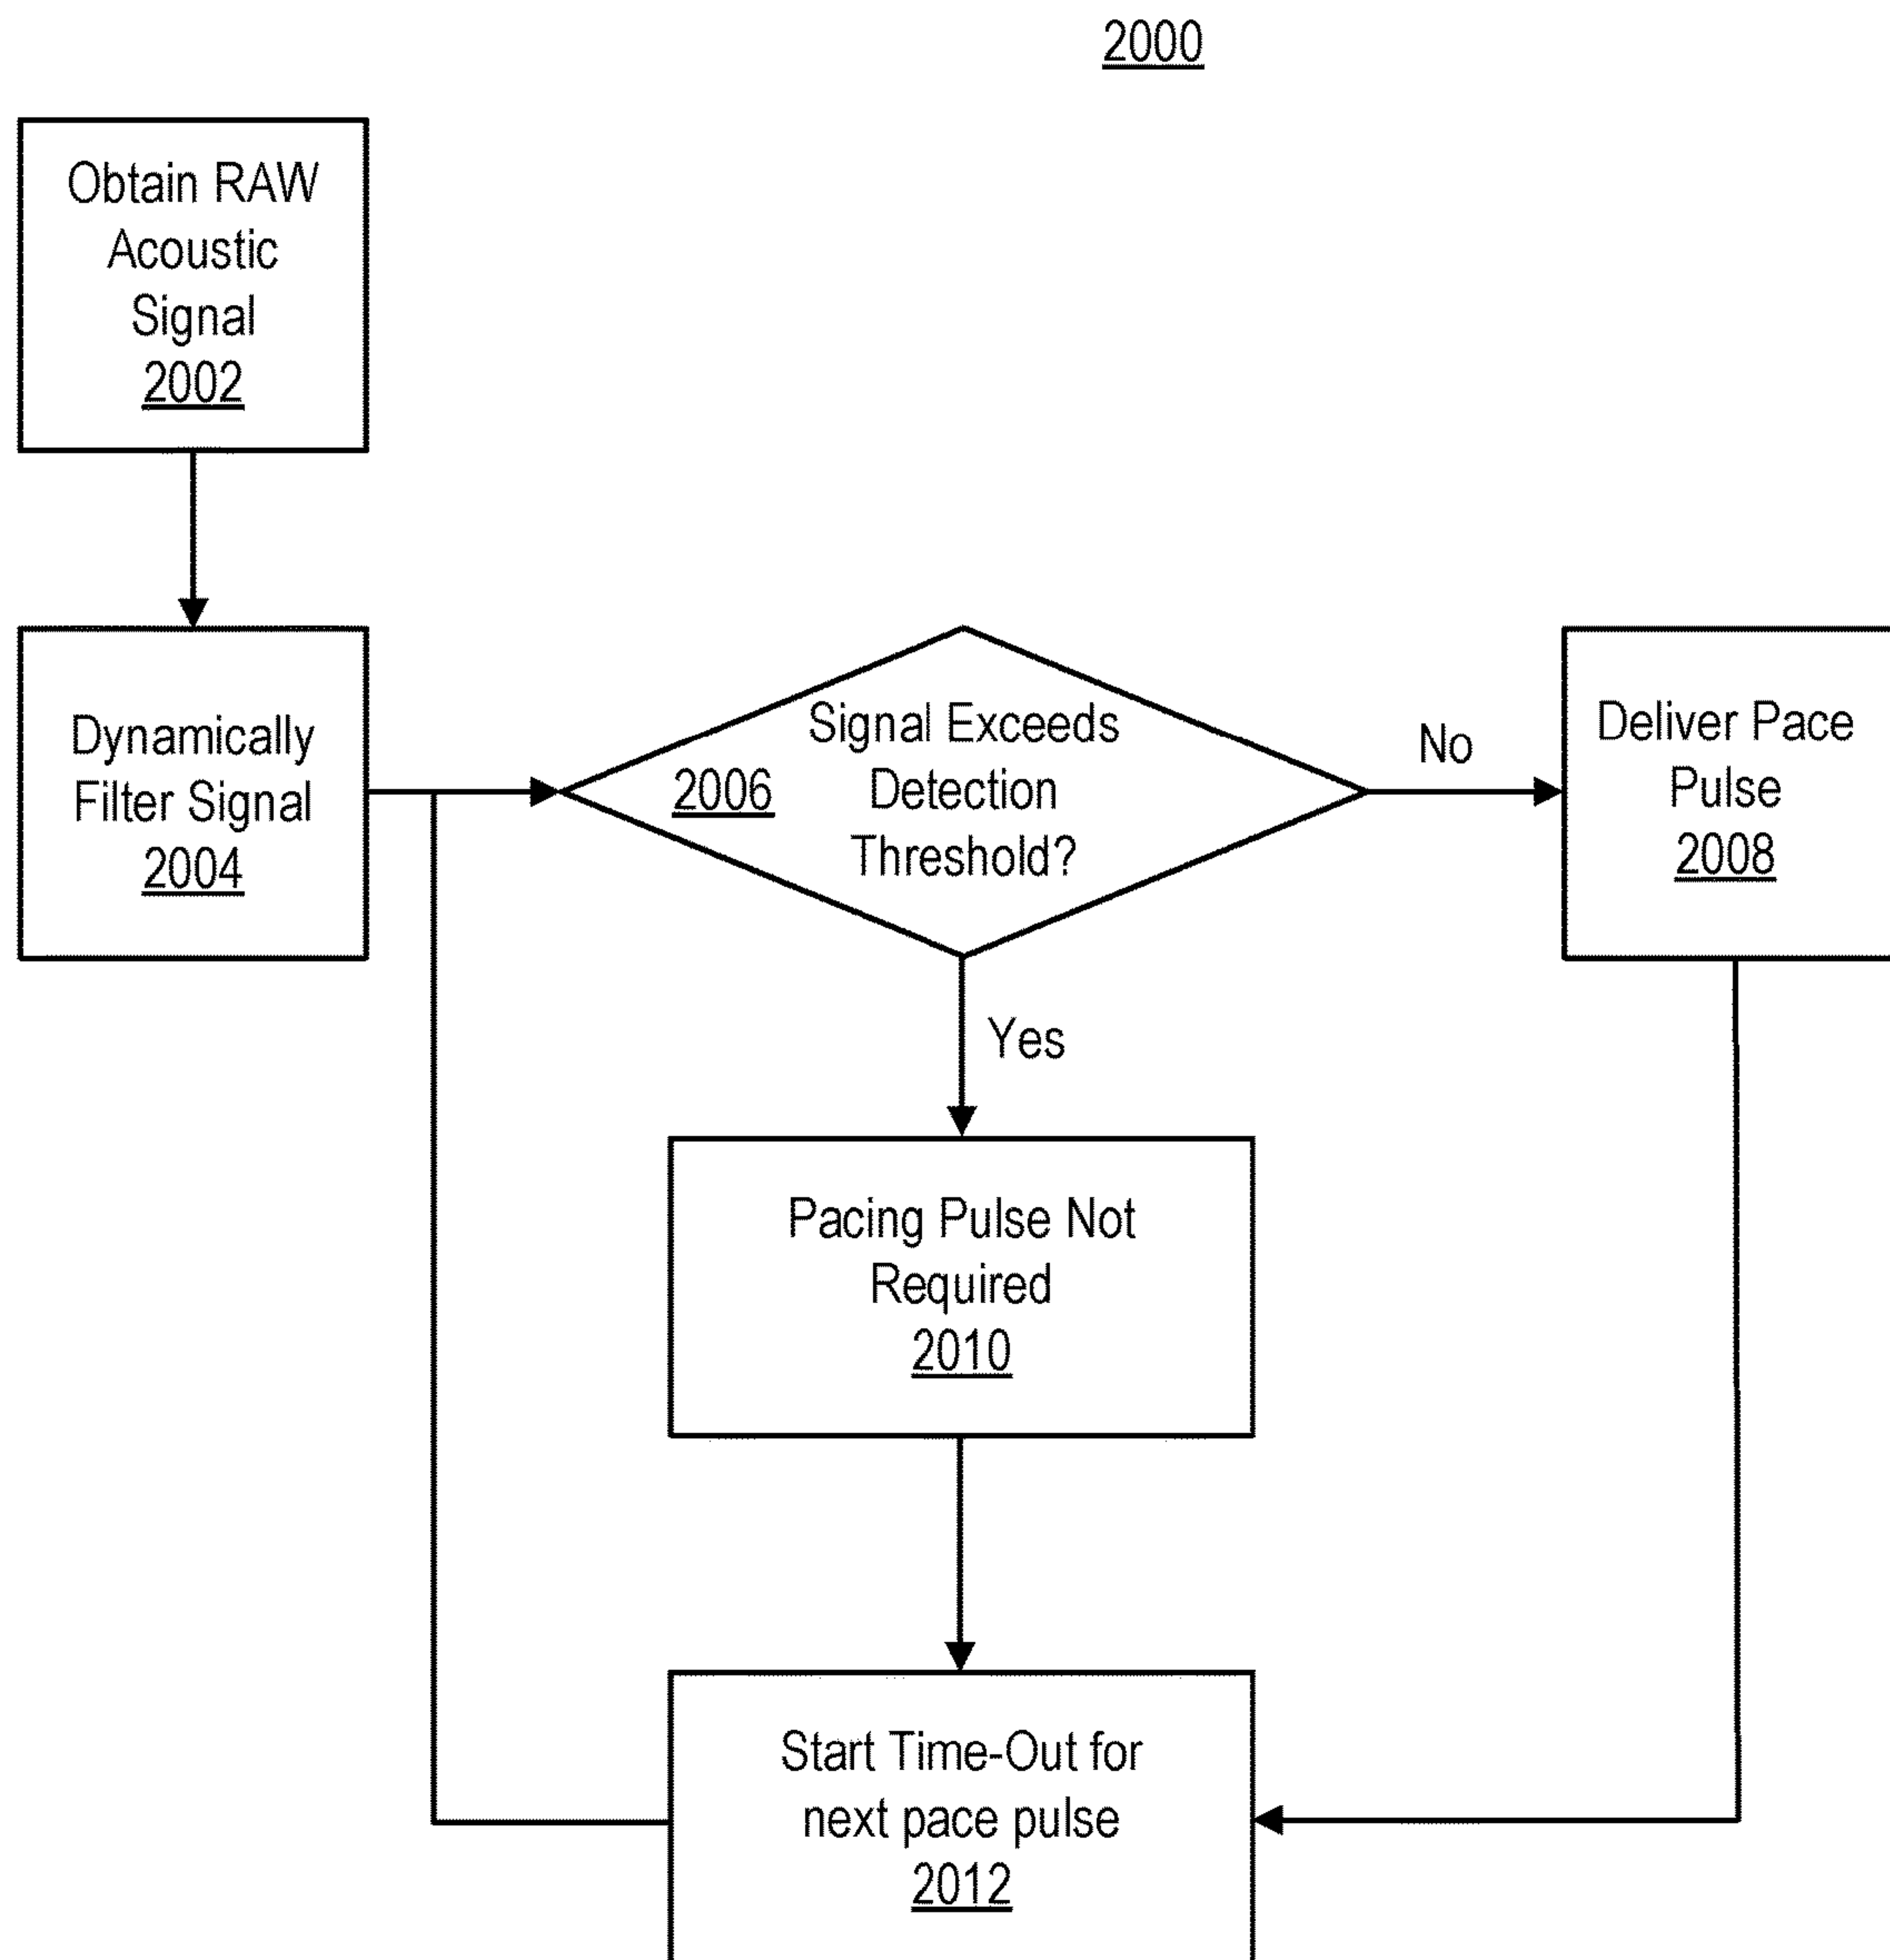 2000
Obtain RAW
Acoustic
Signal
2002
Dynamically
Filter Signal
2004
Signal Exceeds
2006 Detection
Threshold?
No
Deliver Pace
Pulse
2008
Yes
Pacing Pulse Not
Required
2010
Start Time-Out for
next pace pulse
2012